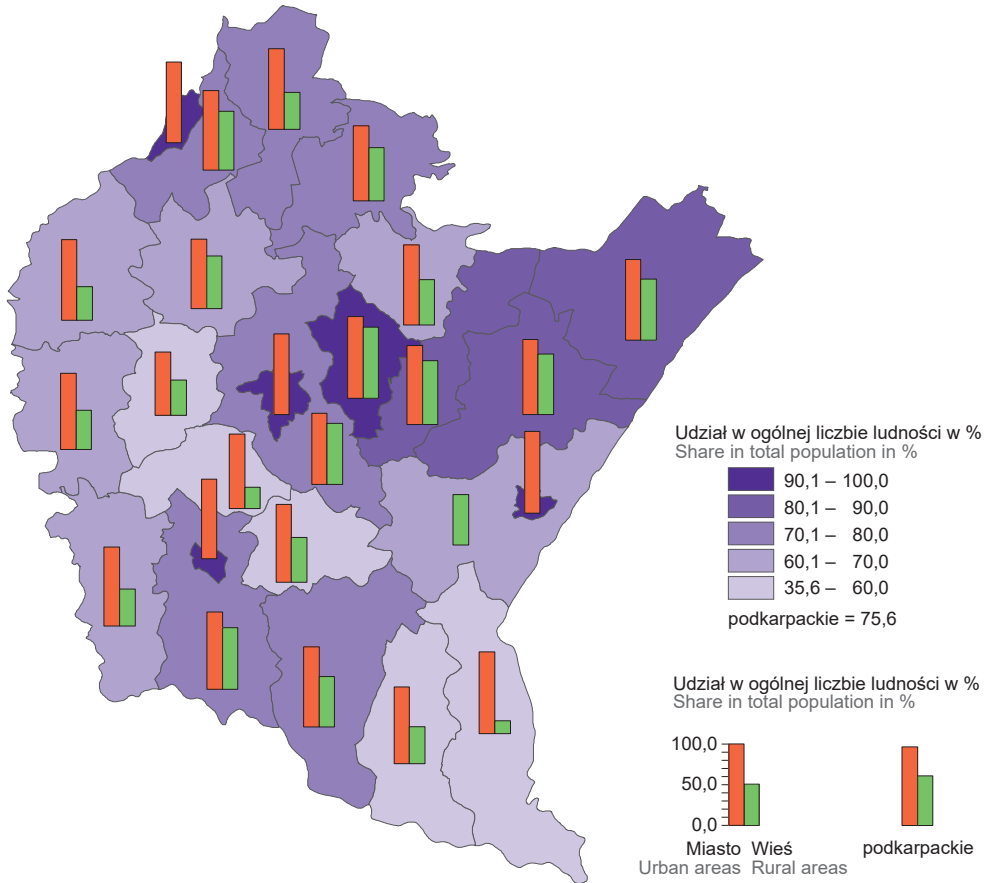 Udział w ogólnej liczbie ludności w %
Share in total population in %
90,1 – 100,0
80,1 – 90,0
70,1 – 80,0
60,1 – 70,0
35,6 – 60,0
podkarpackie = 75,6
Udział w ogólnej liczbie ludności w %
Share in total population in %
100,0
50,0
0,0
Miasto Wieś
Urban areas Rural areas
podkarpackie